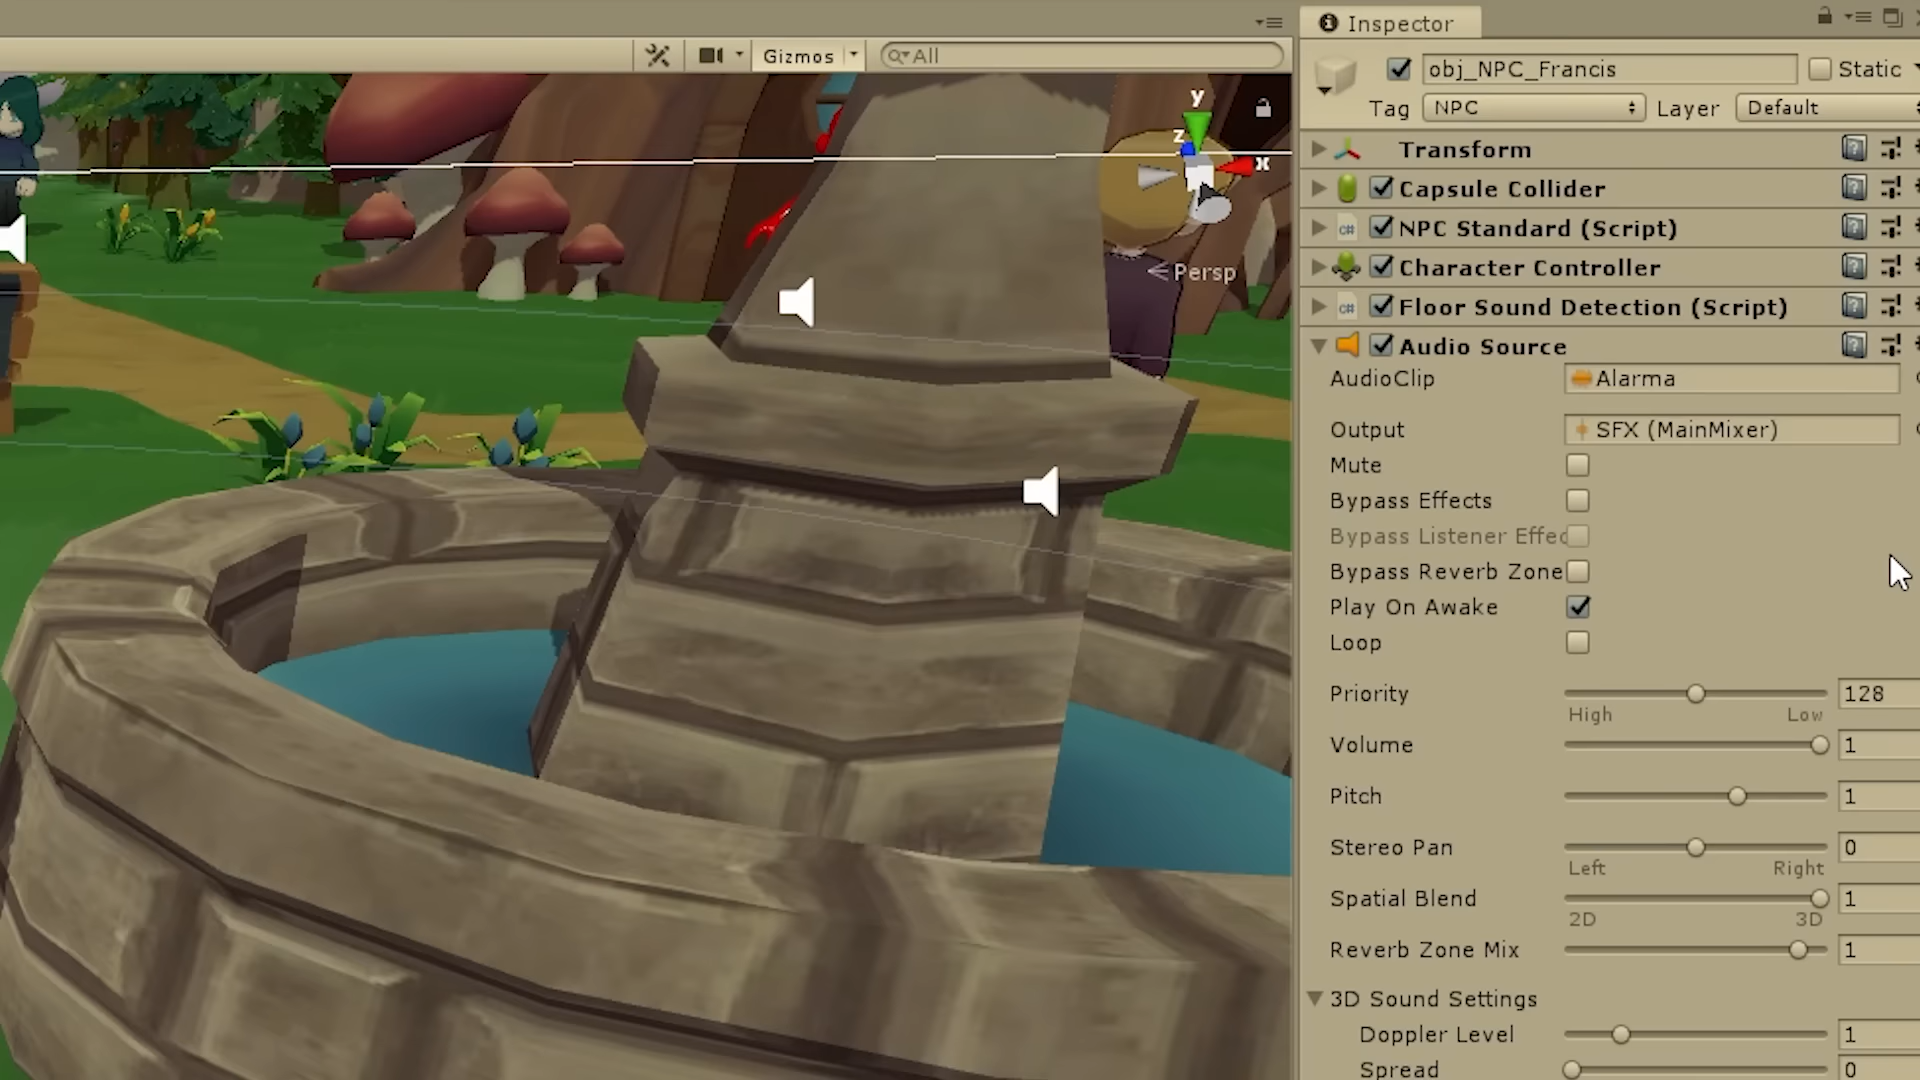 Inspector
Gizmos
All
obj_NPC_Francis
Static
Tag
NPC
Layer
Default
y
z
x
Persp
Transform
Capsule Collider
NPC Standard (Script)
Character Controller
Floor Sound Detection (Script)
Audio Source
AudioClip
Alarma
Output
SFX (MainMixer)
Mute
Bypass Effects
Bypass Listener Effec
Bypass Reverb Zone
Play On Awake
Loop
Priority
128
High
Low
Volume
1
Pitch
1
Stereo Pan
0
Left
Right
Spatial Blend
1
2D
3D
Reverb Zone Mix
1
3D Sound Settings
Doppler Level
1
Spread
0